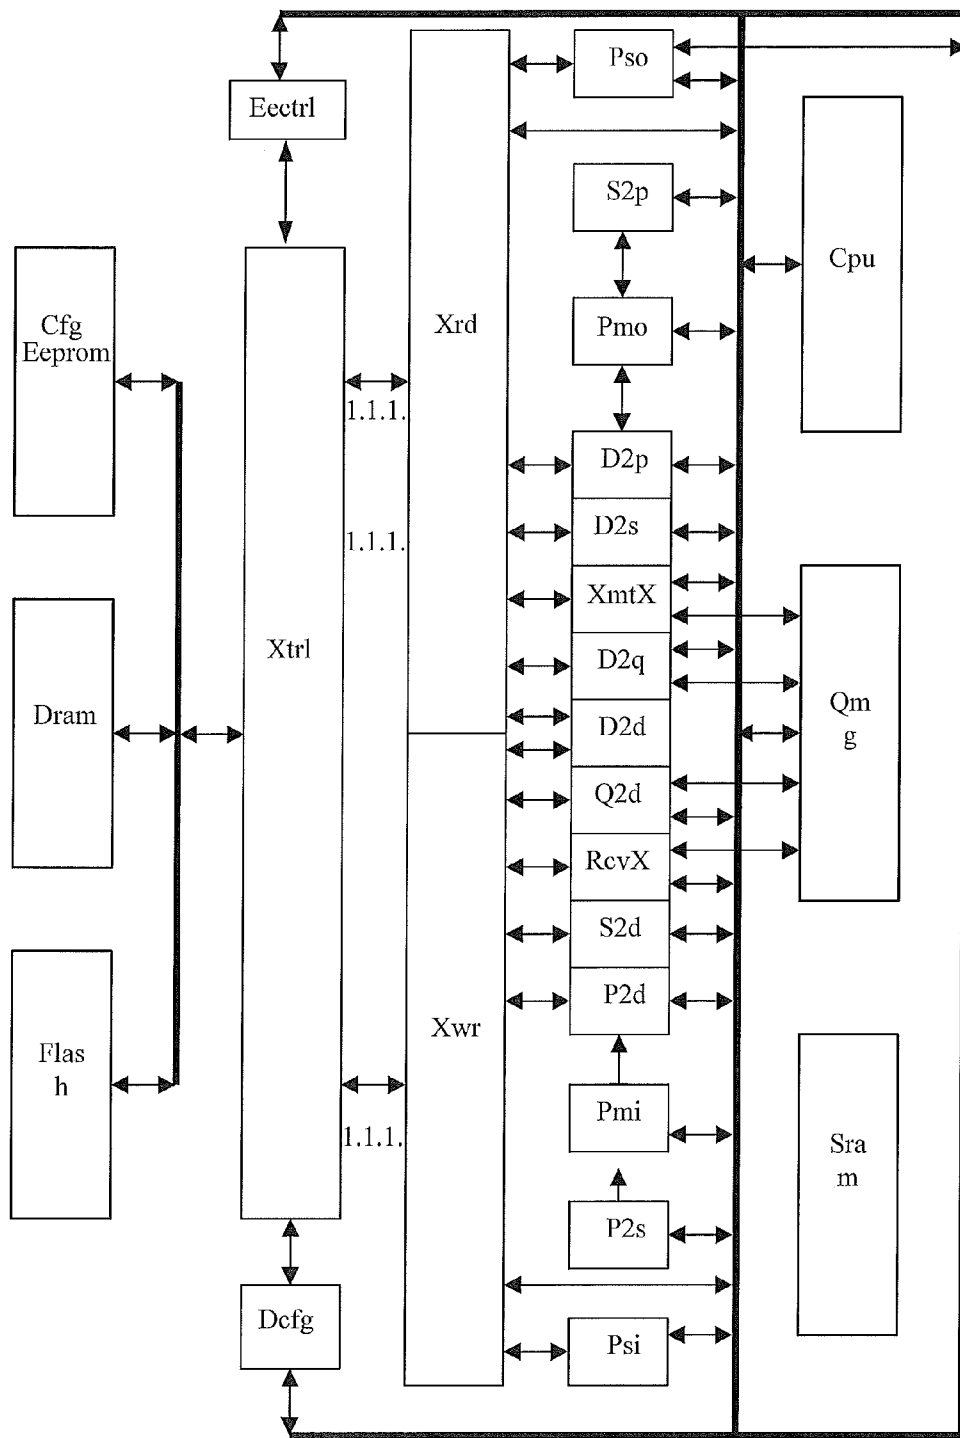 Pso
Eectrl
S2p
Cpu
Cfg
Eeprom
Xrd
Pmo
1.1.1.
D2p
D2s
1.1.1.
XmtX
Xtrl
D2q
Dram
D2d
Qm
g
Q2d
RcvX
S2d
P2d
Xwr
Flas
h
Pmi
1.1.1.
Sra
m
P2s
Dcfg
Psi